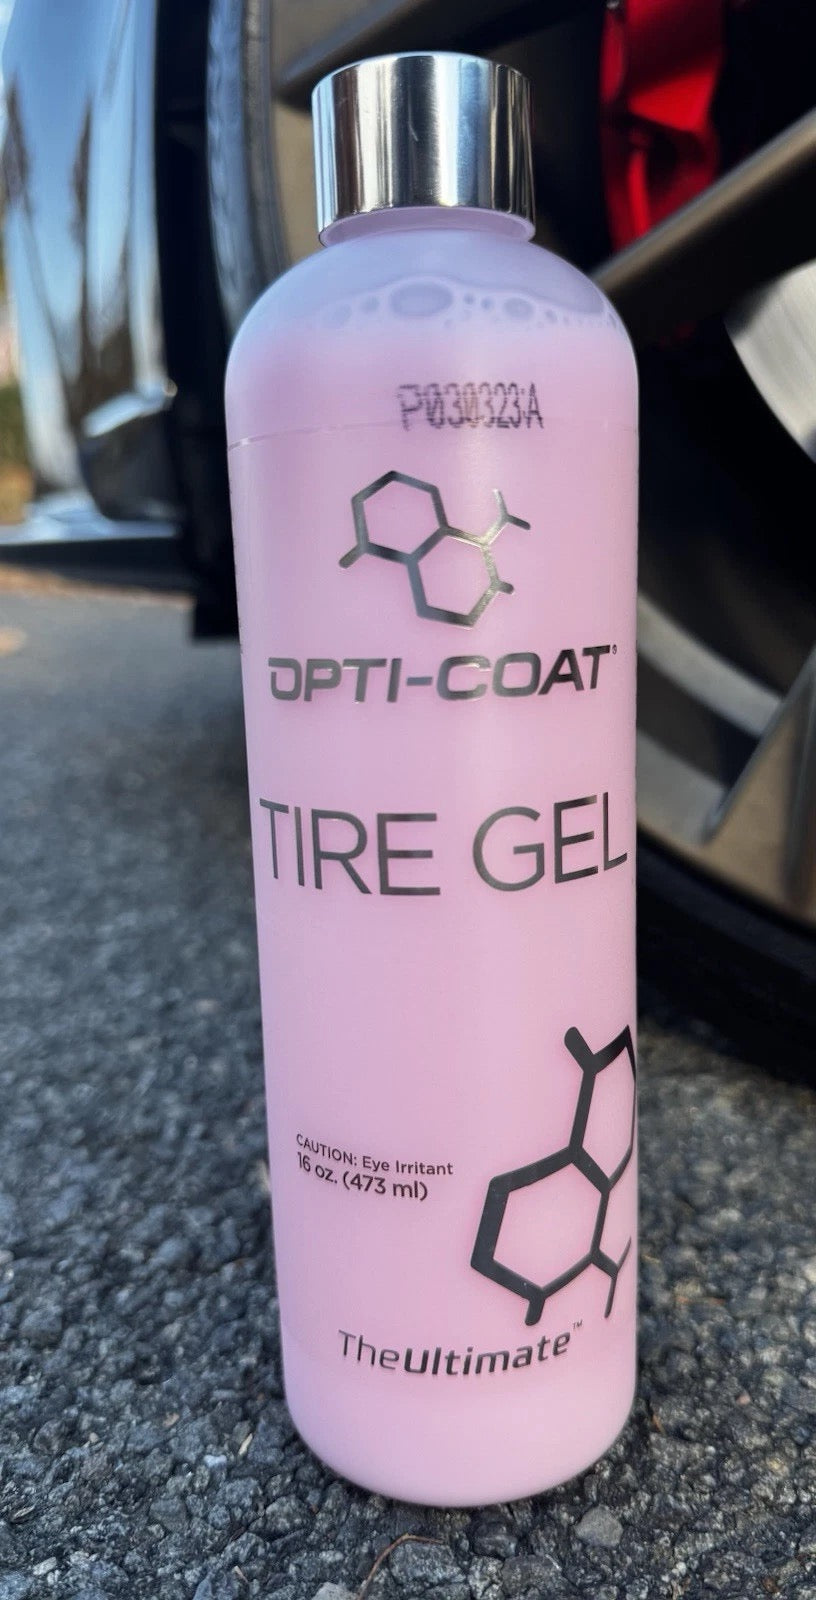 P030323A
OPTI-COAT®
TIRE GEL
CAUTION: Eye Irritant
16 oz. (473 ml)
TheUltimate™